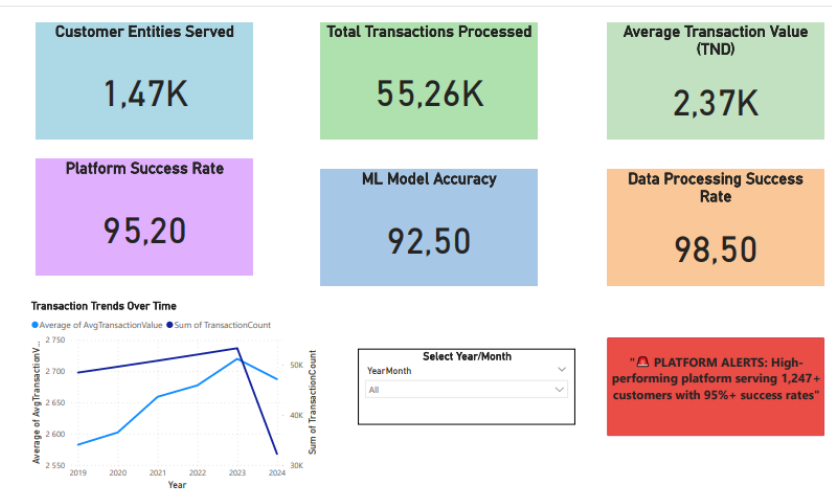 Customer Entities Served
1,47K
Total Transactions Processed
55,26K
Average Transaction Value
(TND)
2,37K
Platform Success Rate
95,20
ML Model Accuracy
92,50
Data Processing Success
Rate
98,50
Transaction Trends Over Time
Average of AvgTransactionValue Sum of TransactionCount
Average of AvgTransactionV...
2 750
2 700
2 650
2 600
2 550
50K
40K
30K
Sum of TransactionCount
2019 2020 2021 2022 2023 2024
Year
Select Year/Month
YearMonth
All
"🚨 PLATFORM ALERTS: High-
performing platform serving 1,247+
customers with 95%+ success rates"